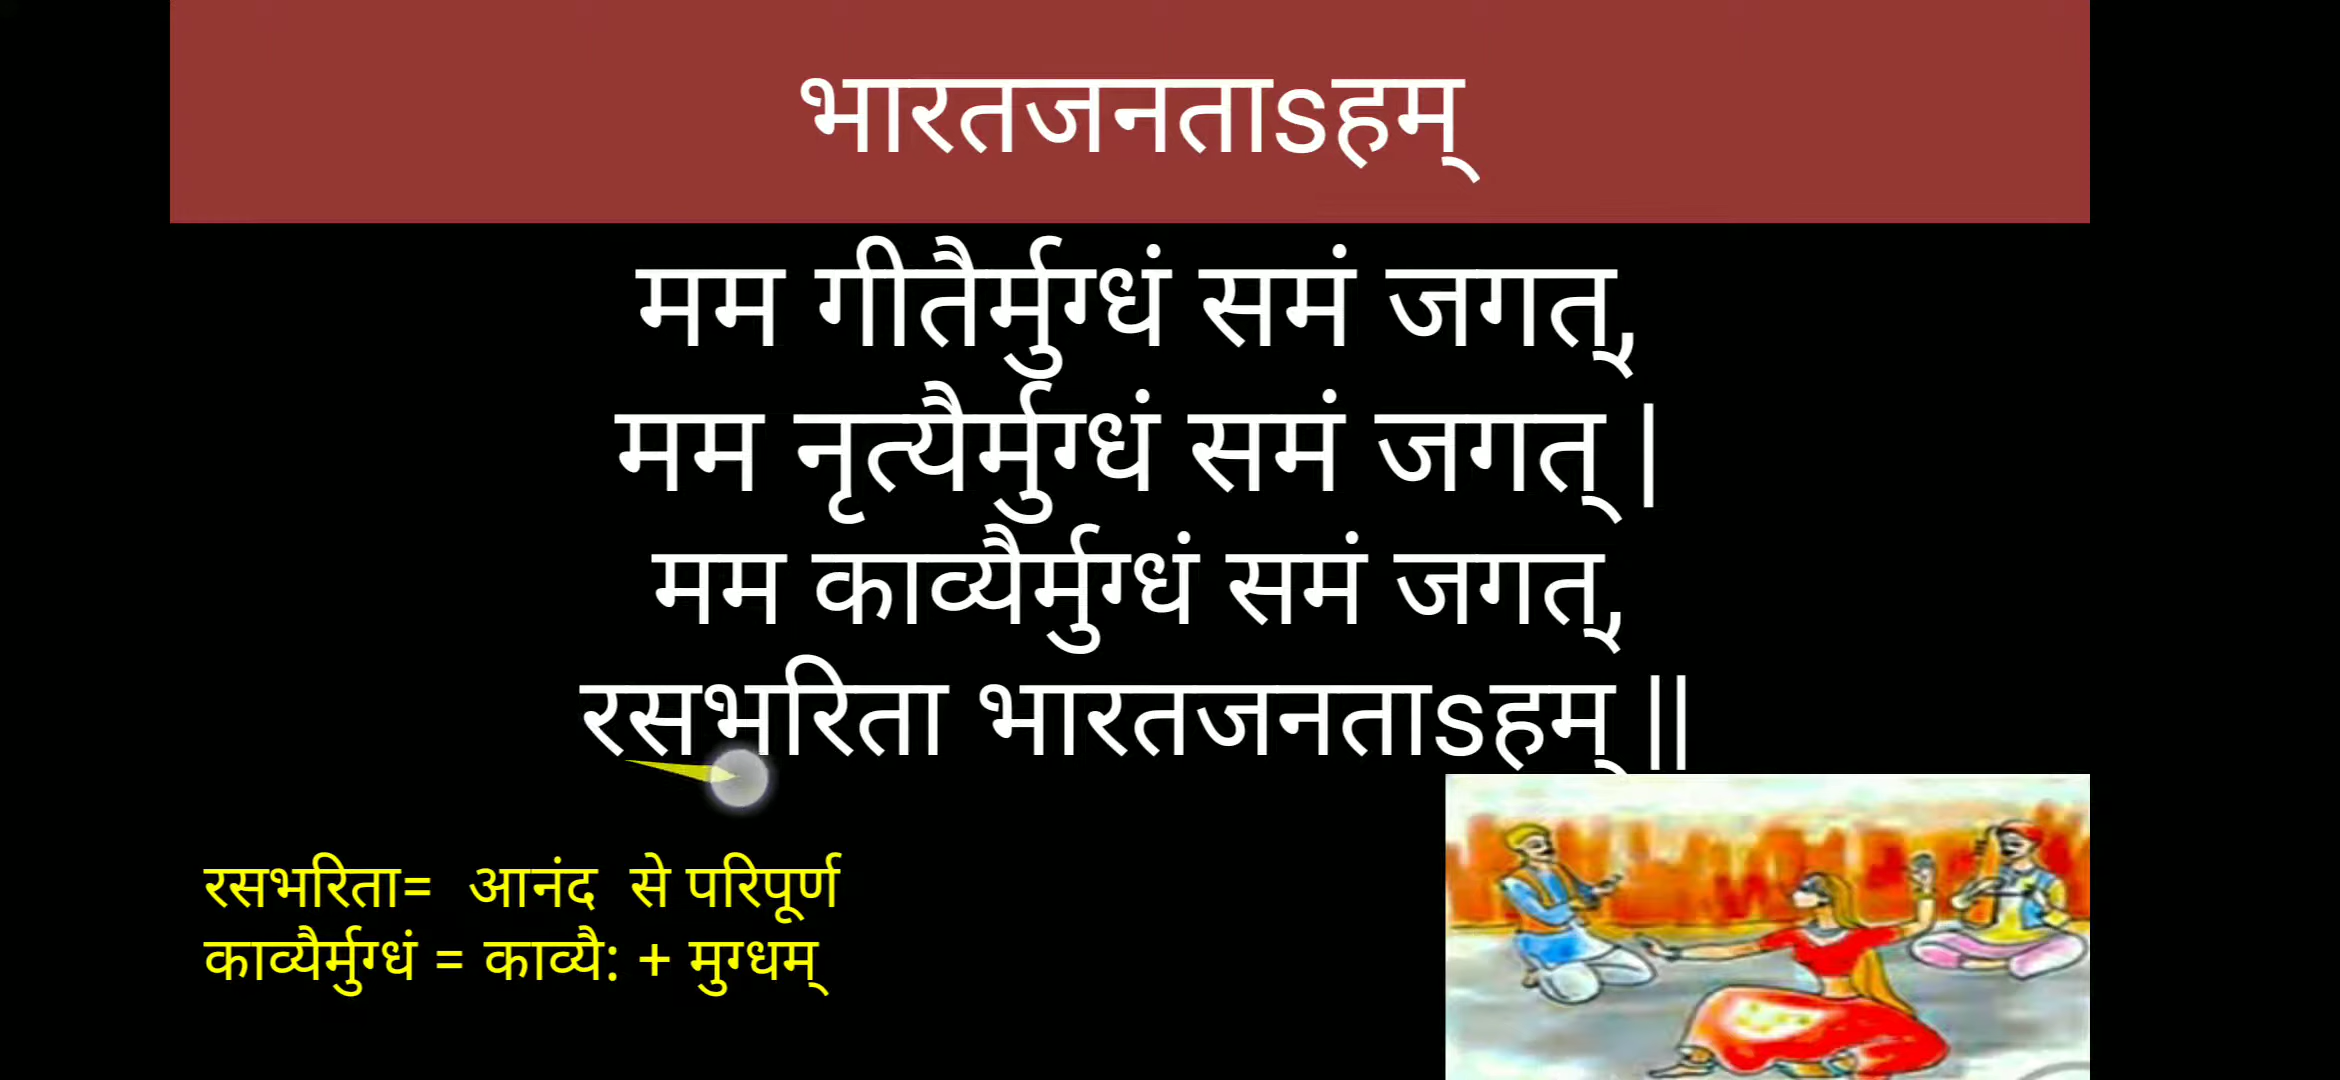 भारतजनताऽहम्
मम गीतैर्मुग्धं समं जगत्,
मम नृत्यैर्मुग्धं समं जगत् |
मम काव्यैर्मुग्धं समं जगत्,
रसभरिता भारतजनताऽहम् ||
रसभरिता= आनंद से परिपूर्ण
काव्यैर्मुग्धं = काव्यै: + मुग्धम्